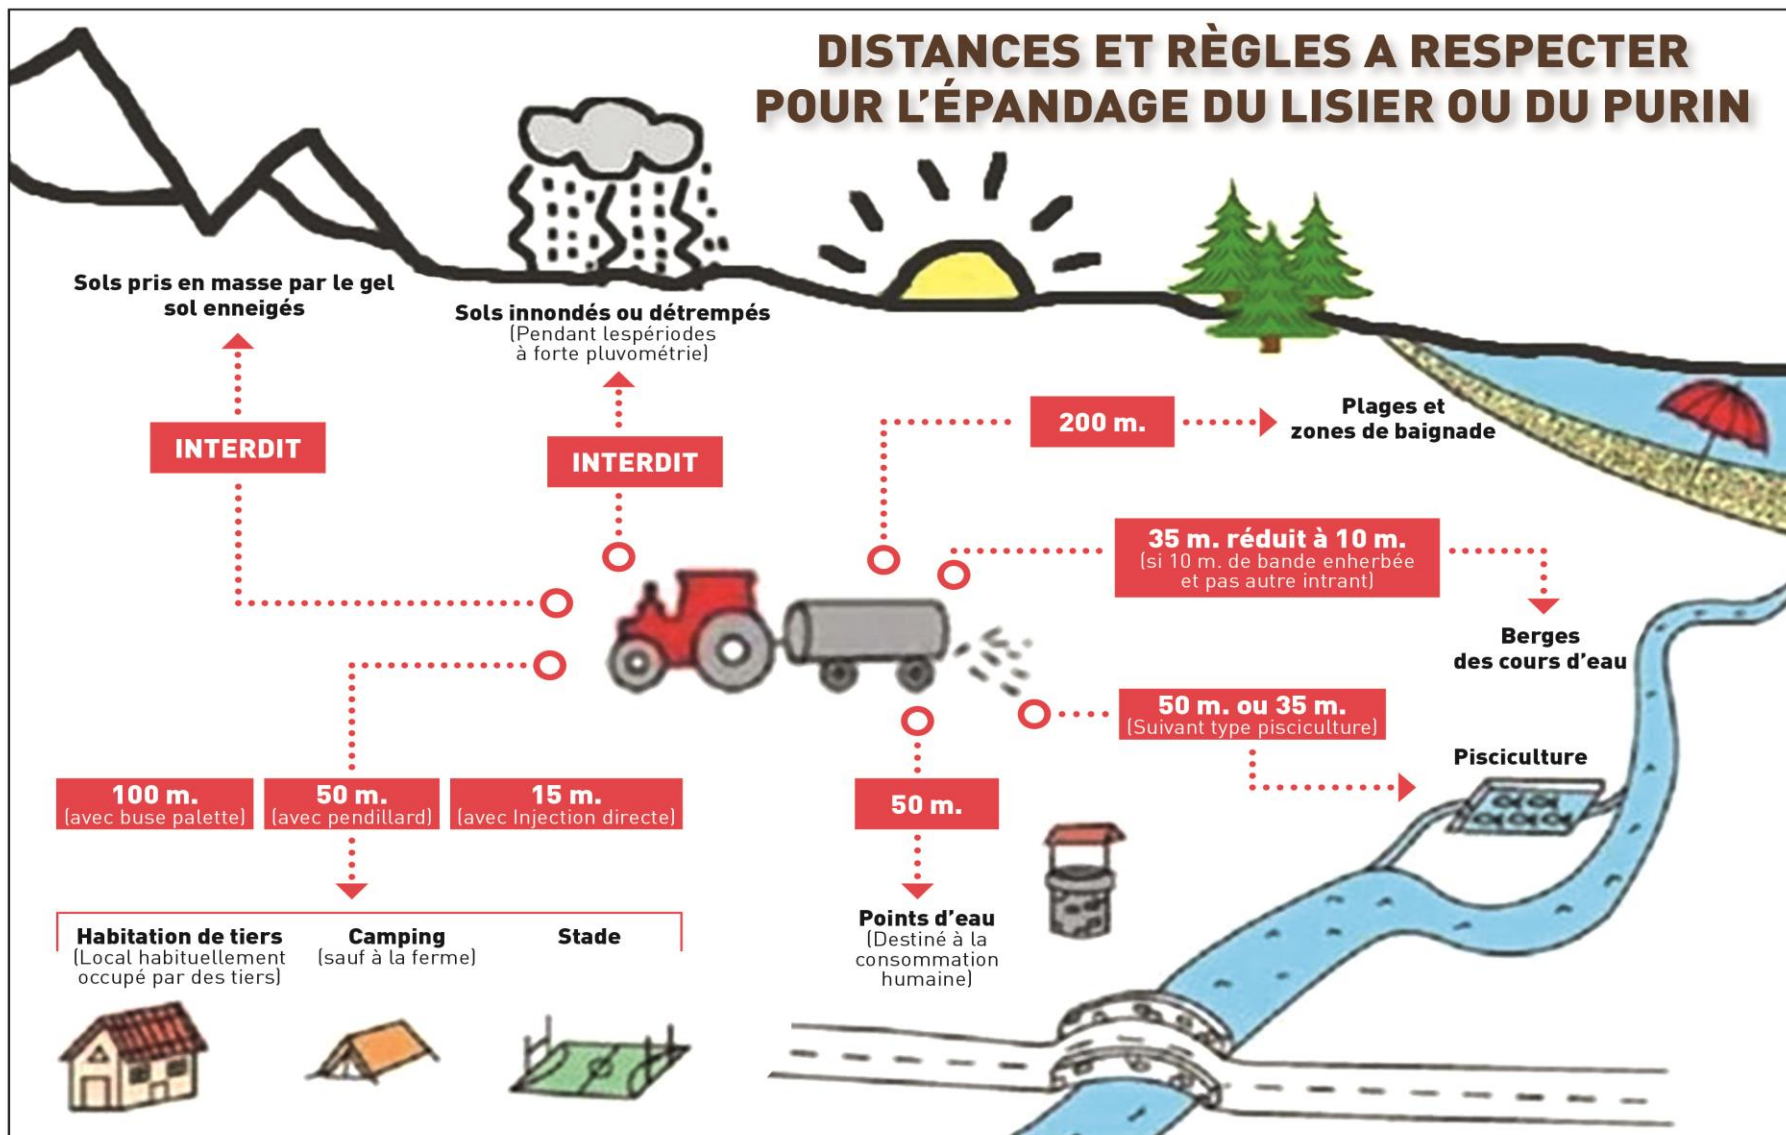 DISTANCES ET RÈGLES A RESPECTER
POUR L'ÉPANDAGE DU LISIER OU DU PURIN
Sols pris en masse par le gel
sol enneigés
Sols innondés ou détrempés
(Pendant lespériodes
à forte pluvométrie)
INTERDIT
INTERDIT
200 m.
Plages et
zones de baignade
35 m. réduit à 10 m.
(si 10 m. de bande enherbée
et pas autre intrant)
Berges
des cours d'eau
50 m. ou 35 m.
(Suivant type pisciculture)
Pisciculture
100 m.
(avec buse palette)
50 m.
(avec pendillard)
15 m.
(avec Injection directe)
50 m.
Habitation de tiers
(Local habituellement
occupé par des tiers)
Camping
(sauf à la ferme)
Stade
Points d'eau
(Destiné à la
consommation
humaine)